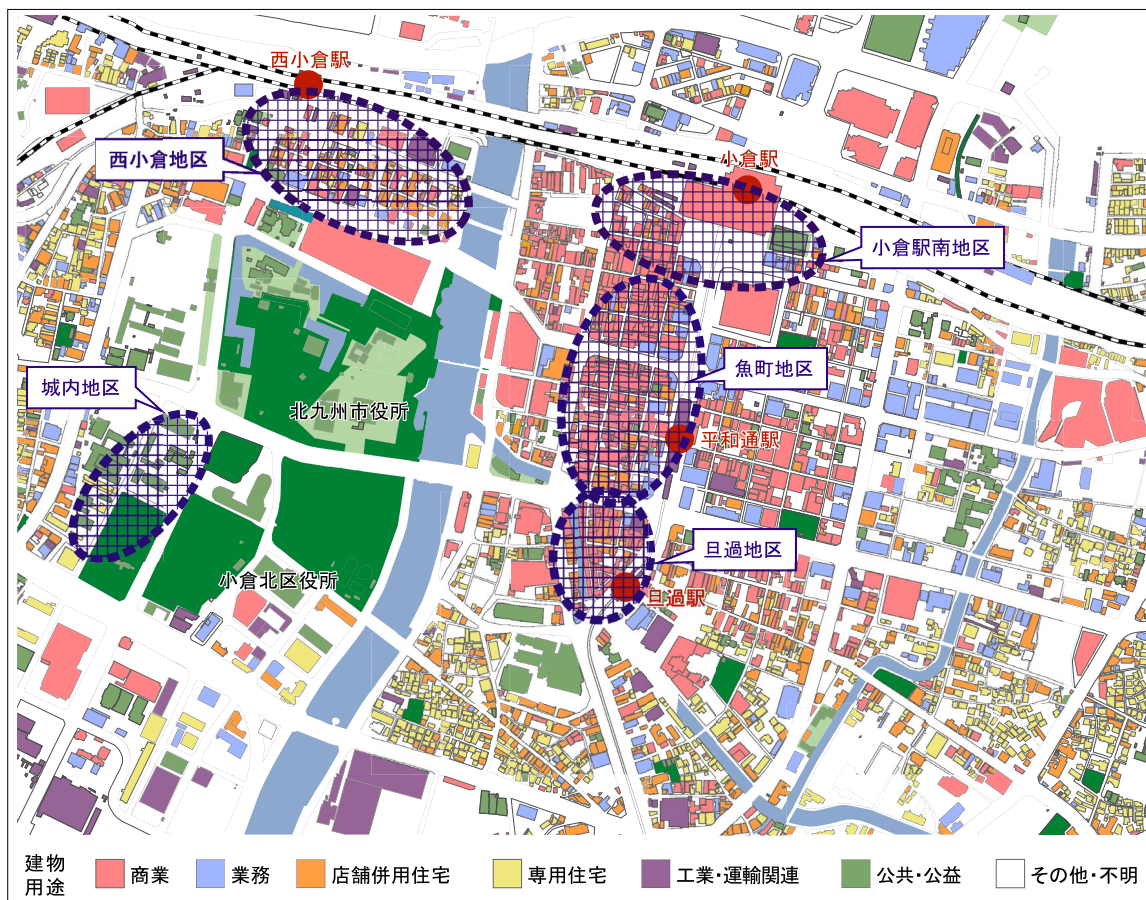 西小倉駅
西小倉地区
小倉駅
小倉駅南地区
魚町地区
城内地区
北九州市役所
平和通駅
旦過地区
小倉北区役所
旦過駅
建物
用途
商業
業務
店舗併用住宅
専用住宅
工業・運輸関連
公共・公益
その他・不明